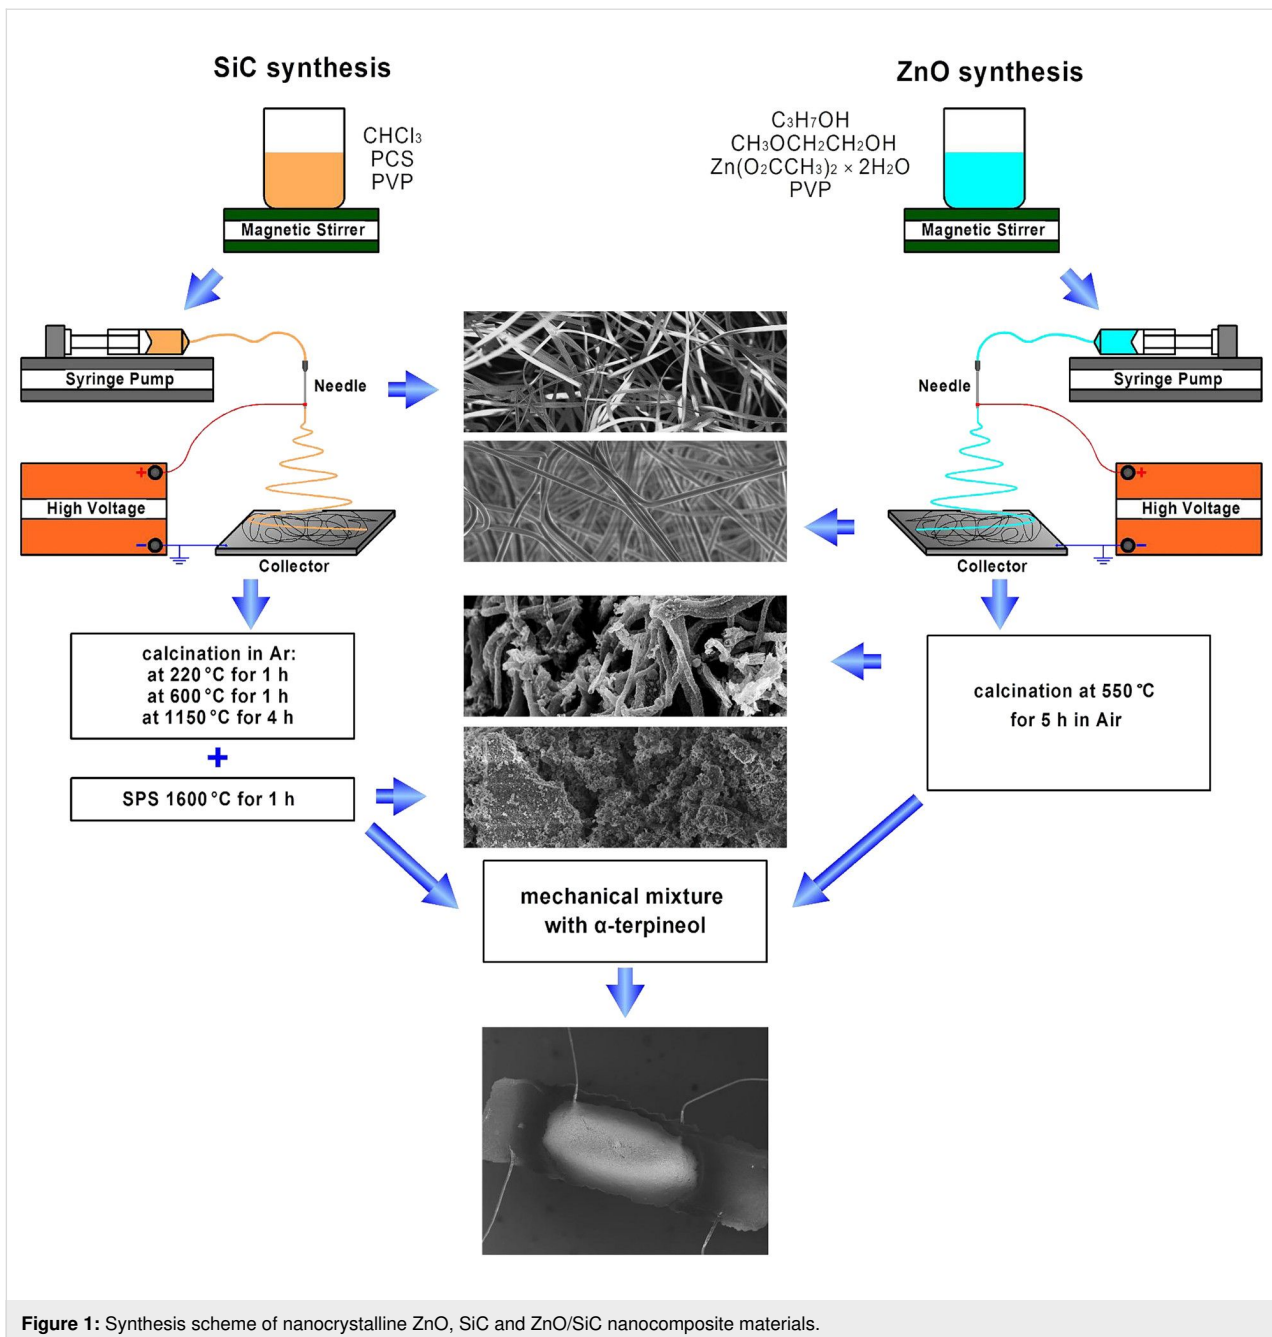 SiC synthesis
CHCl₃
PCS
PVP
Magnetic Stirrer
ZnO synthesis
C₃H₇OH
CH₃OCH₂CH₂OH
Zn(O₂CCH₃)₂ × 2H₂O
PVP
Magnetic Stirrer
Syringe Pump
Needle
+
High Voltage
−
Collector
Needle
Syringe Pump
+
High Voltage
−
Collector
calcination in Ar:
at 220 °C for 1 h
at 600 °C for 1 h
at 1150 °C for 4 h
+
SPS 1600 °C for 1 h
calcination at 550 °C
for 5 h in Air
mechanical mixture
with α-terpineol
Figure 1: Synthesis scheme of nanocrystalline ZnO, SiC and ZnO/SiC nanocomposite materials.